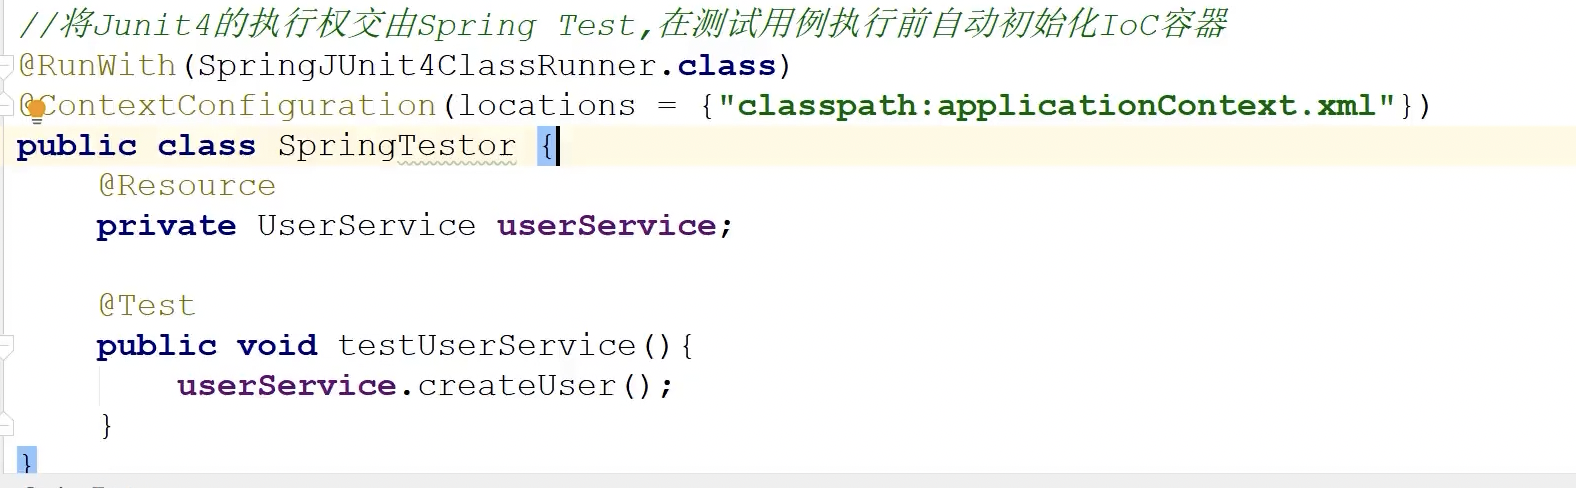 //将Junit4的执行权交由Spring Test,在测试用例执行前自动初始化IoC容器
@RunWith(SpringJUnit4ClassRunner.class)
@ContextConfiguration(locations = {"classpath:applicationContext.xml"})
public class SpringTestor {
    @Resource
    private UserService userService;

    @Test
    public void testUserService(){
        userService.createUser();
    }
}